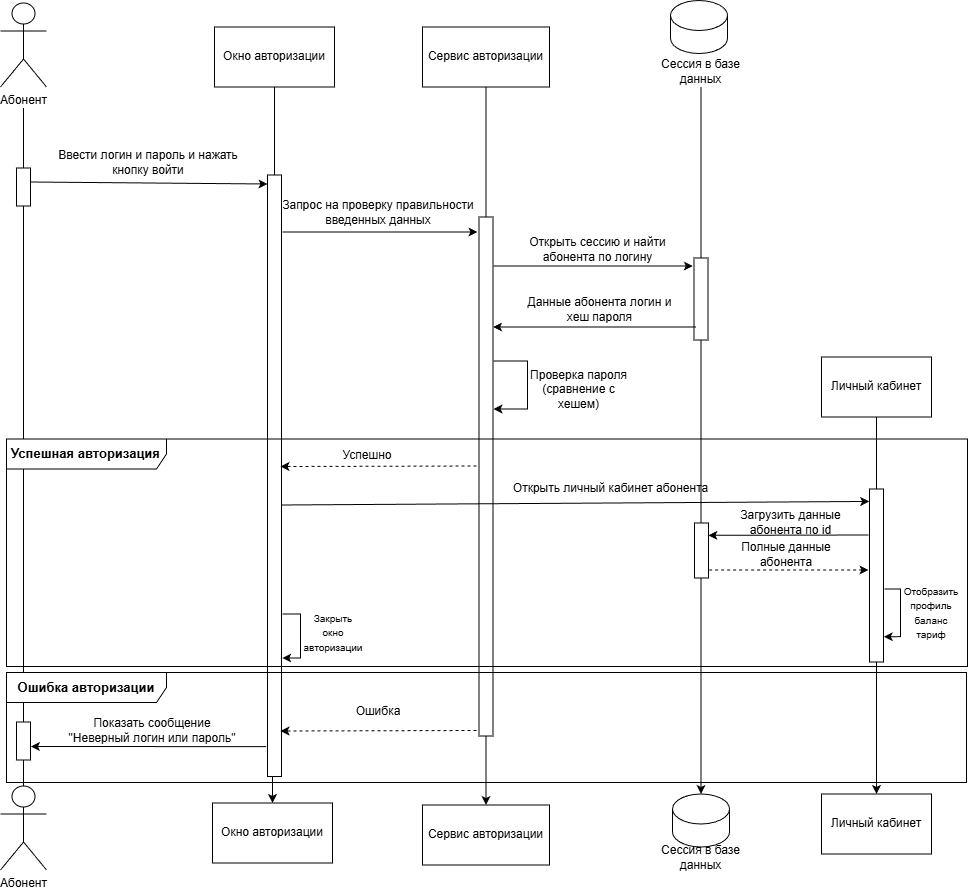 Абонент
Окно авторизации
Сервис авторизации
Сессия в базе
данных
Ввести логин и пароль и нажать
кнопку войти
Запрос на проверку правильности
введенных данных
Открыть сессию и найти
абонента по логину
Данные абонента логин и
хеш пароля
Проверка пароля
(сравнение с
хешем)
Личный кабинет
Успешная авторизация
Успешно
Открыть личный кабинет абонента
Загрузить данные
абонента по id
Полные данные
абонента
Отобразить
профиль
баланс
тариф
Закрыть
окно
авторизации
Ошибка авторизации
Ошибка
Показать сообщение
"Неверный логин или пароль"
Абонент
Окно авторизации
Сервис авторизации
Сессия в базе
данных
Личный кабинет